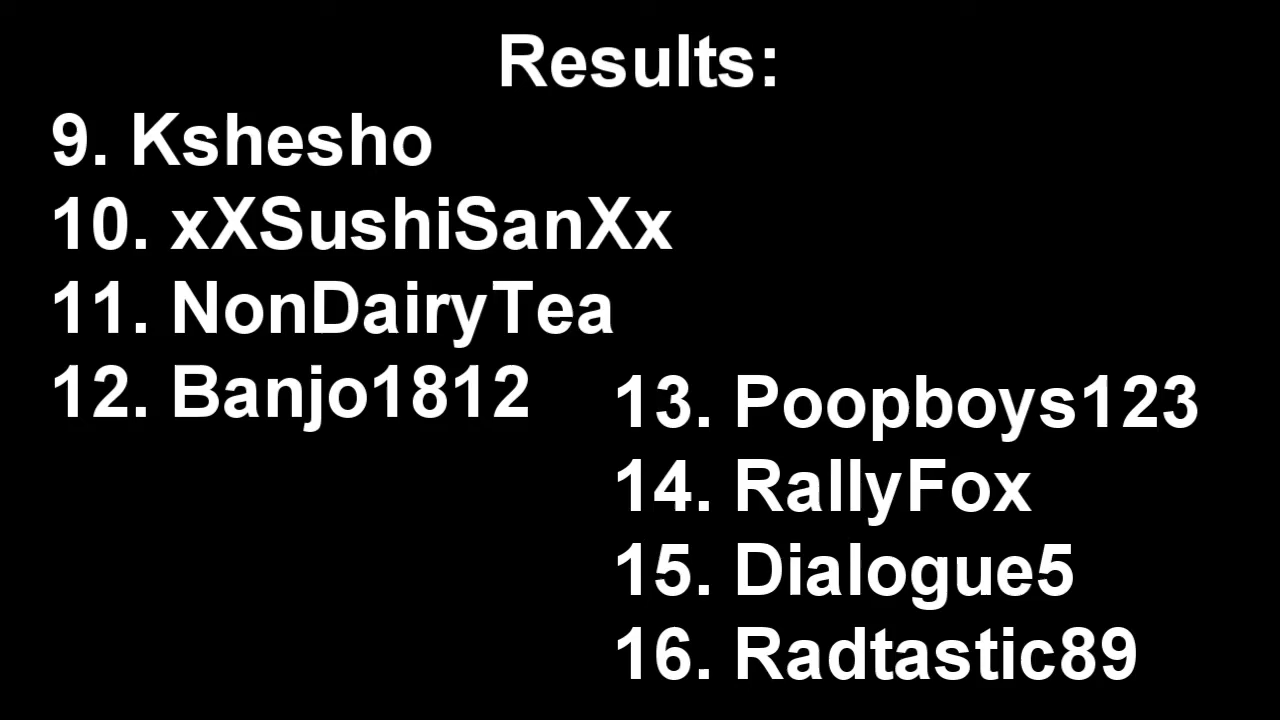 Results:
9. Kshesho
10. xXSushiSanXx
11. NonDairyTea
12. Banjo1812
13. Poopboys123
14. RallyFox
15. Dialogue5
16. Radtastic89